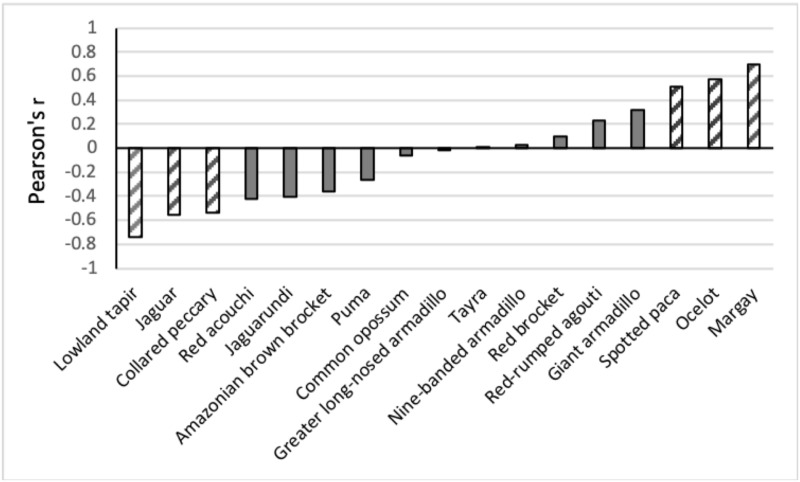 1
0.8
0.6
0.4
0.2
0
-0.2
-0.4
-0.6
-0.8
-1
Pearson's r
Lowland tapir
Jaguar
Collared peccary
Red acouchi
Jaguarundi
Amazonian brown brocket
Puma
Common opossum
Greater long-nosed armadillo
Tayra
Nine-banded armadillo
Red brocket
Red-rumped agouti
Giant armadillo
Spotted paca
Ocelot
Margay